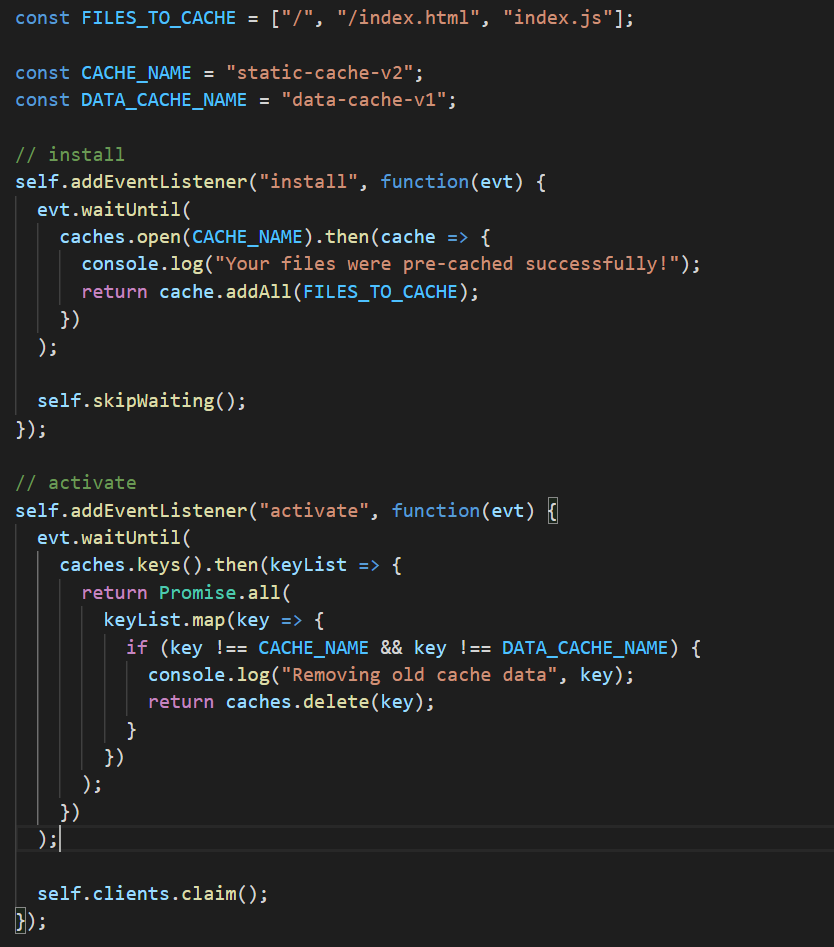 const FILES_TO_CACHE = ["/", "/index.html", "index.js"];

const CACHE_NAME = "static-cache-v2";
const DATA_CACHE_NAME = "data-cache-v1";

// install
self.addEventListener("install", function(evt) {
  evt.waitUntil(
    caches.open(CACHE_NAME).then(cache => {
      console.log("Your files were pre-cached successfully!");
      return cache.addAll(FILES_TO_CACHE);
    })
  );

  self.skipWaiting();
});

// activate
self.addEventListener("activate", function(evt) {
  evt.waitUntil(
    caches.keys().then(keyList => {
      return Promise.all(
        keyList.map(key => {
          if (key !== CACHE_NAME && key !== DATA_CACHE_NAME) {
            console.log("Removing old cache data", key);
            return caches.delete(key);
          }
        })
      );
    })
  );

  self.clients.claim();
});